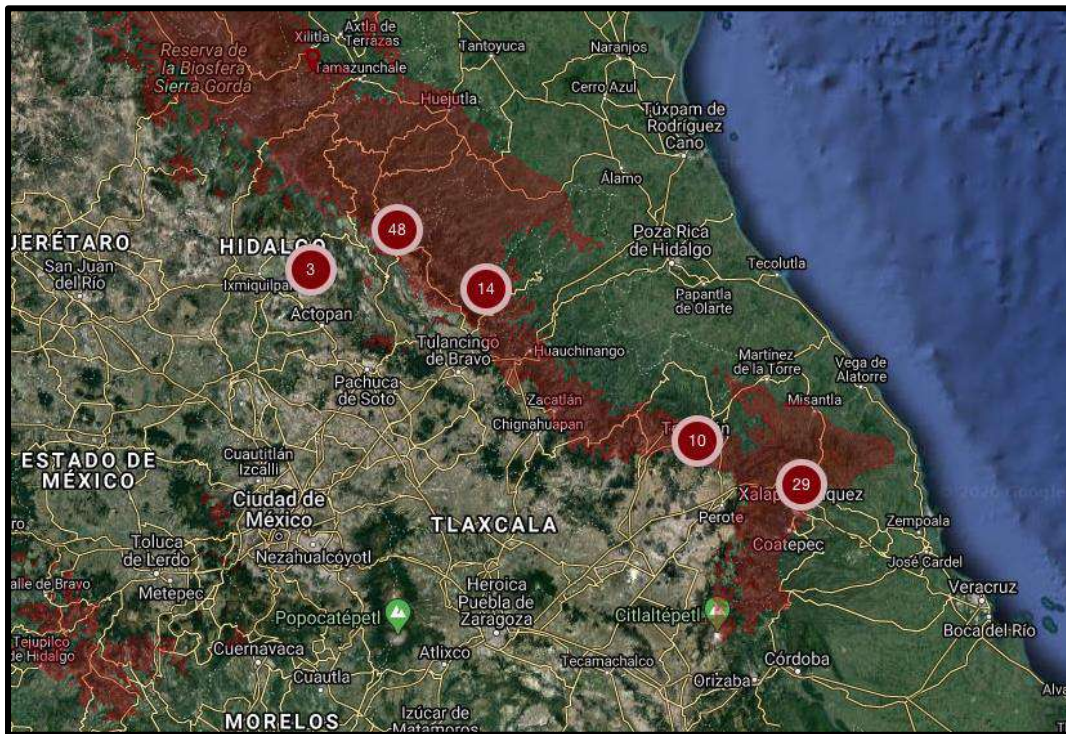 Xilitla
Axtla de
Terrazas
Reserva de
la Biosfera
Sierra Gorda
Tamazunchale
Tantoyuca
Naranjos
Cerro Azul
Huejutla
Túxpam de
Rodríguez
Cano
Álamo
48
UERÉTARO
HIDALGO
Poza Rica
de Hidalgo
San Juan
del Río
3
Ixmiquilpa
14
Tecolutla
Papantla
de Olarte
Actopan
Tulancingo
de Bravo
Huauchinango
Martínez
de la Torre
Vega de
Alatorre
Pachuca
de Soto
Zacatlán
Misantla
Chignahuapan
10
ESTADO DE
MÉXICO
Cuautitlán
Izcalli
29
Ciudad de
México
TLAXCALA
Perote
Zempoala
Toluca
de Lerdo
Nezahualcóyotl
Coatepec
José Cardel
alle de Bravo
Metepec
Heroica
Puebla de
Zaragoza
Veracruz
Popocatépetl
Citlaltépetl
Boca del Río
Tejupilco
de Hidalgo
Cuernavaca
Atlixco
Tecamachalco
Córdoba
Cuautla
Orizaba
Alva
MORELOS
Izúcar de
Matamoros